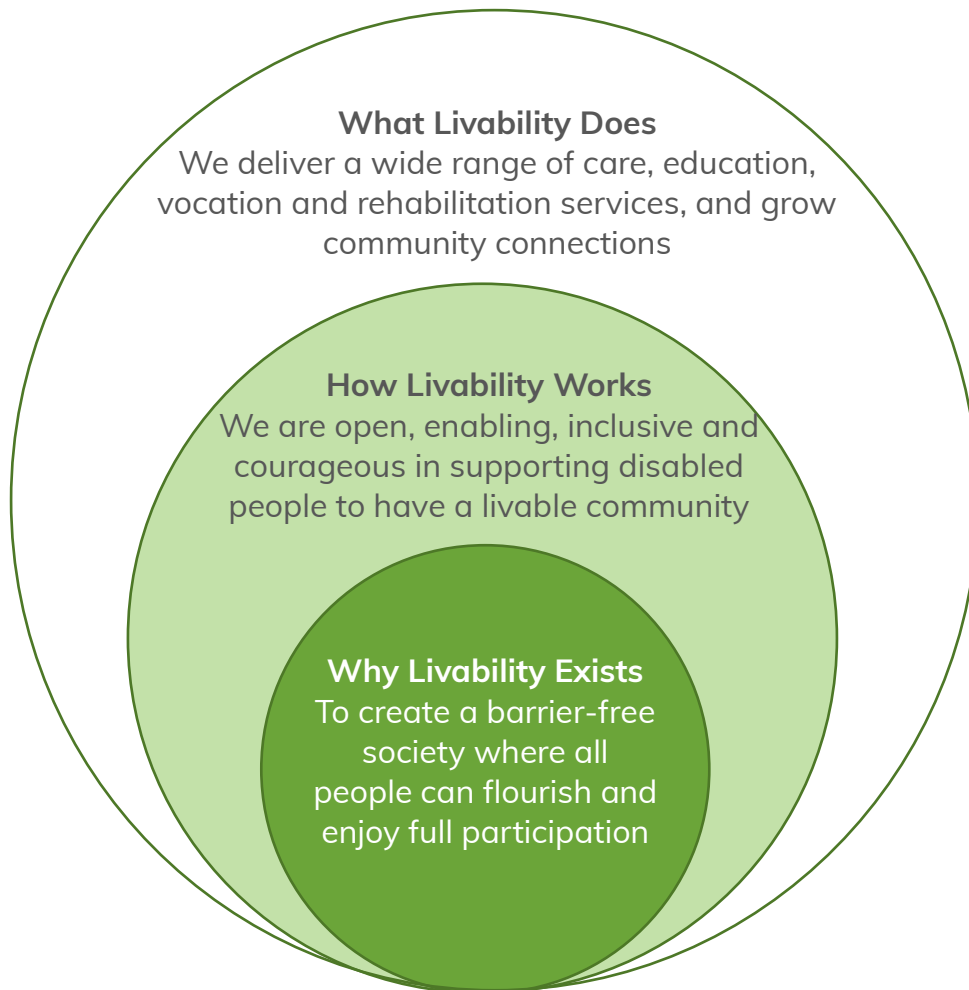 What Livability Does
We deliver a wide range of care, education,
vocation and rehabilitation services, and grow
community connections
How Livability Works
We are open, enabling, inclusive and
courageous in supporting disabled
people to have a livable community
Why Livability Exists
To create a barrier-free
society where all
people can flourish and
enjoy full participation